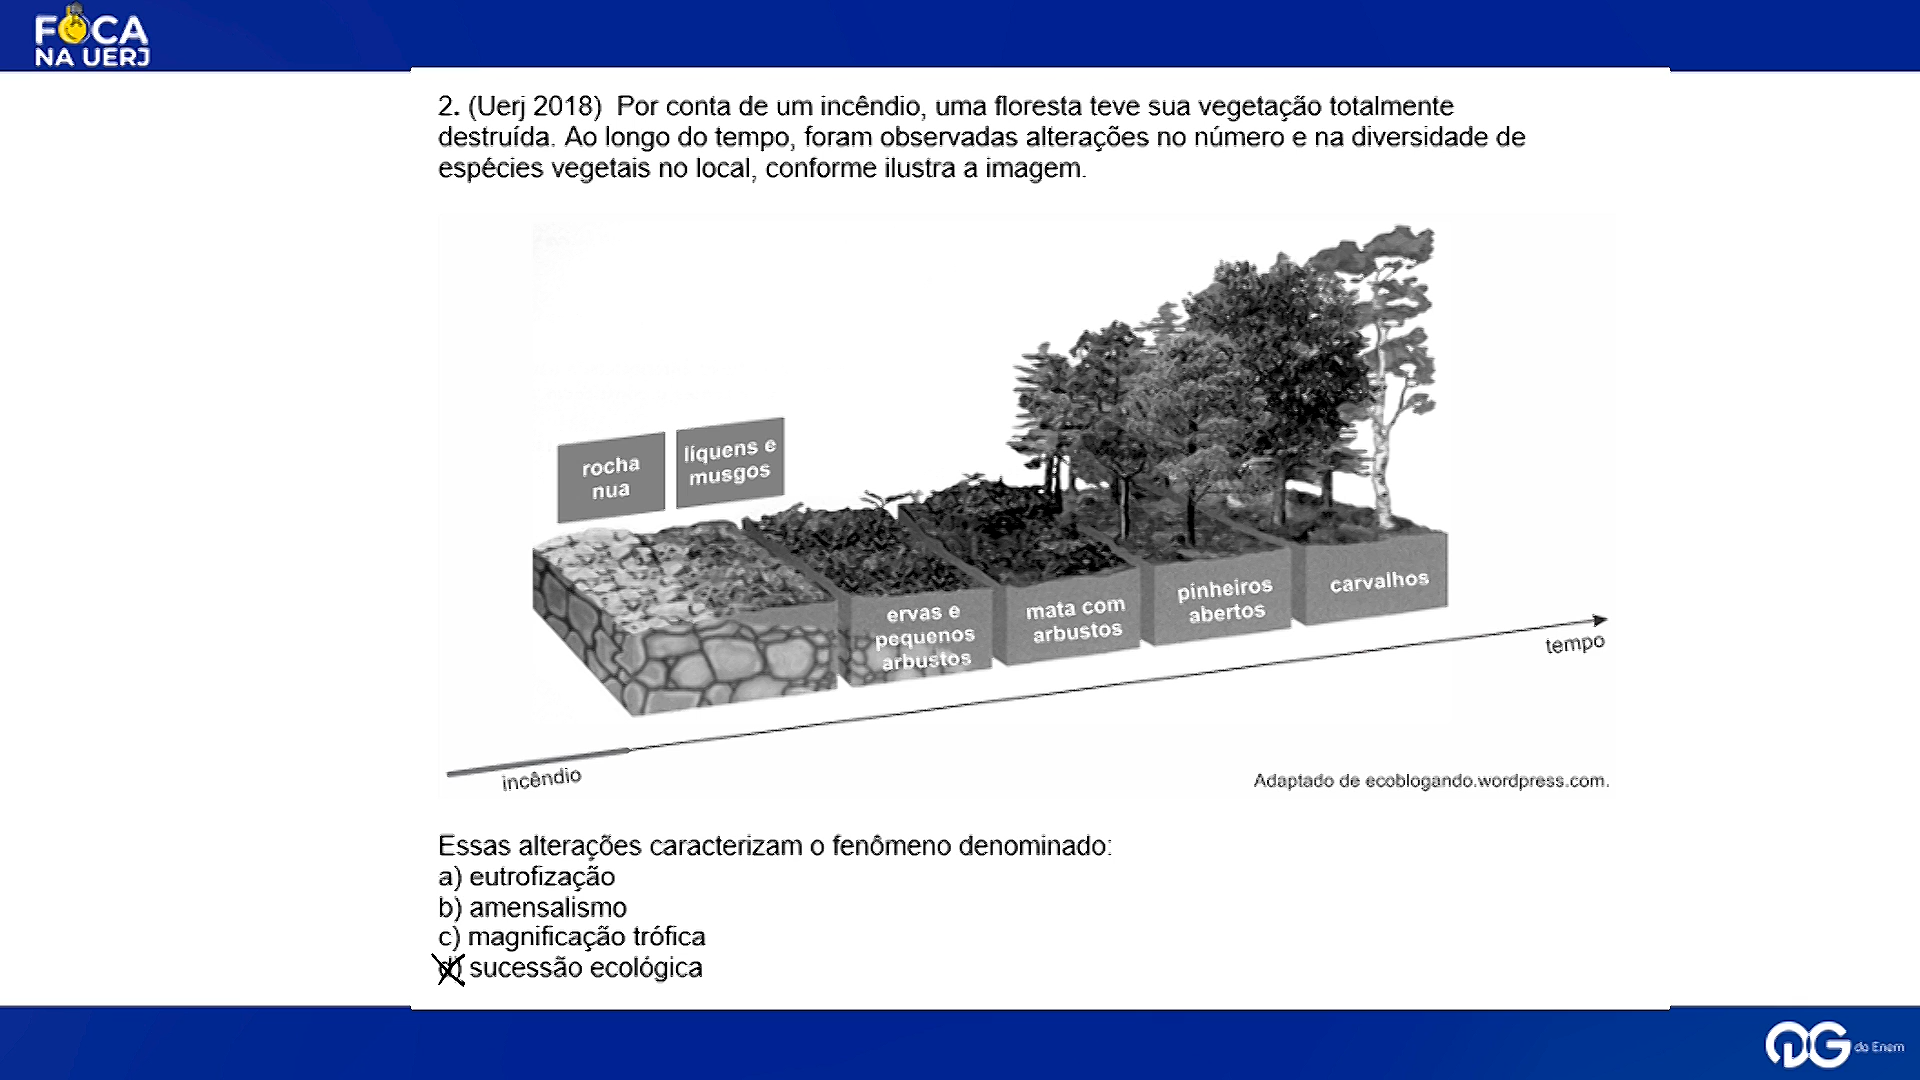 FOCA
NA UERJ
2. (Uerj 2018)  Por conta de um incêndio, uma floresta teve sua vegetação totalmente
destruída. Ao longo do tempo, foram observadas alterações no número e na diversidade de
espécies vegetais no local, conforme ilustra a imagem.
rocha
nua
líquens e
musgos
ervas e
pequenos
arbustos
mata com
arbustos
pinheiros
abertos
carvalhos
tempo
incêndio
Adaptado de ecoblogando.wordpress.com.
Essas alterações caracterizam o fenômeno denominado:
a) eutrofização
b) amensalismo
c) magnificação trófica
d) sucessão ecológica
QG do Enem